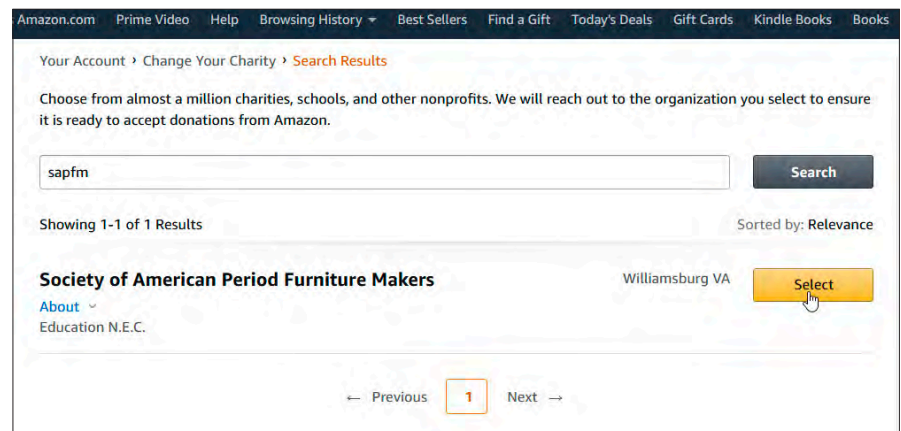 Amazon.com Prime Video Help Browsing History Best Sellers Find a Gift Today's Deals Gift Cards Kindle Books Books
Your Account › Change Your Charity › Search Results
Choose from almost a million charities, schools, and other nonprofits. We will reach out to the organization you select to ensure
it is ready to accept donations from Amazon.
sapfm Search
Showing 1-1 of 1 Results Sorted by: Relevance
Society of American Period Furniture Makers Williamsburg VA Select
About
Education N.E.C.
← Previous 1 Next →